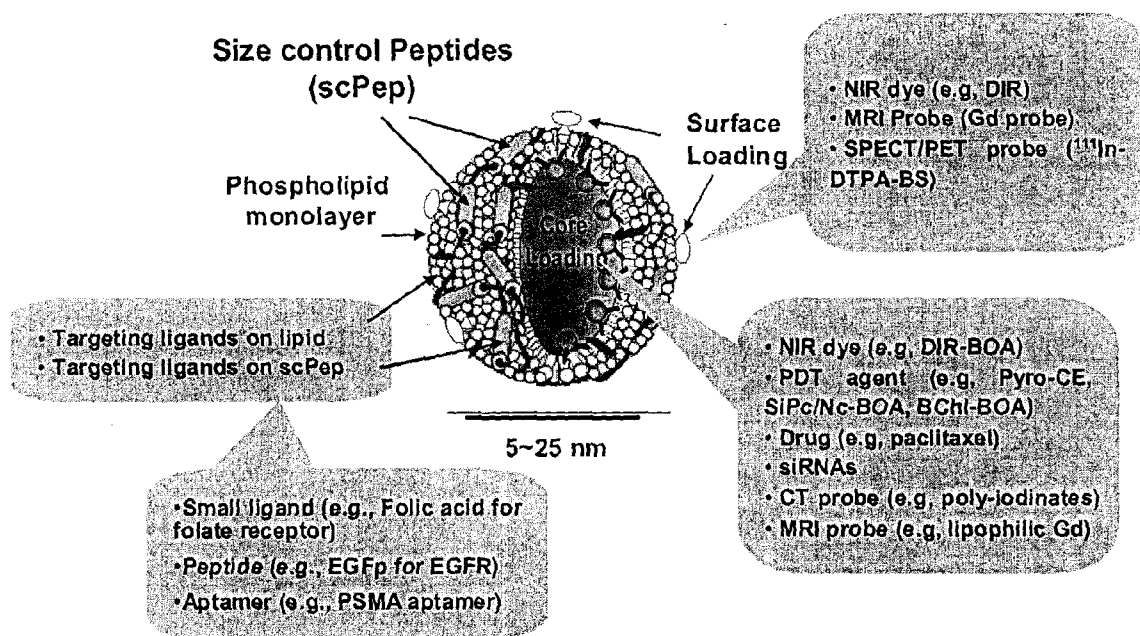 Size control Peptides
(scPep)
Phospholipid
monolayer
Surface
Loading
Core
Loading
• NIR dye (e.g, DIR)
• MRI Probe (Gd probe)
• SPECT/PET probe (¹¹¹In-
DTPA-BS)
• Targeting ligands on lipid
• Targeting ligands on scPep
5~25 nm
• NIR dye (e.g, DIR-BOA)
• PDT agent (e.g, Pyro-CE,
SiPc/Nc-BOA, BChl-BOA)
• Drug (e.g, paclitaxel)
• siRNAs
• CT probe (e.g, poly-iodinates)
• MRI probe (e.g, lipophilic Gd)
•Small ligand (e.g., Folic acid for
folate receptor)
•Peptide (e.g., EGFp for EGFR)
•Aptamer (e.g., PSMA aptamer)